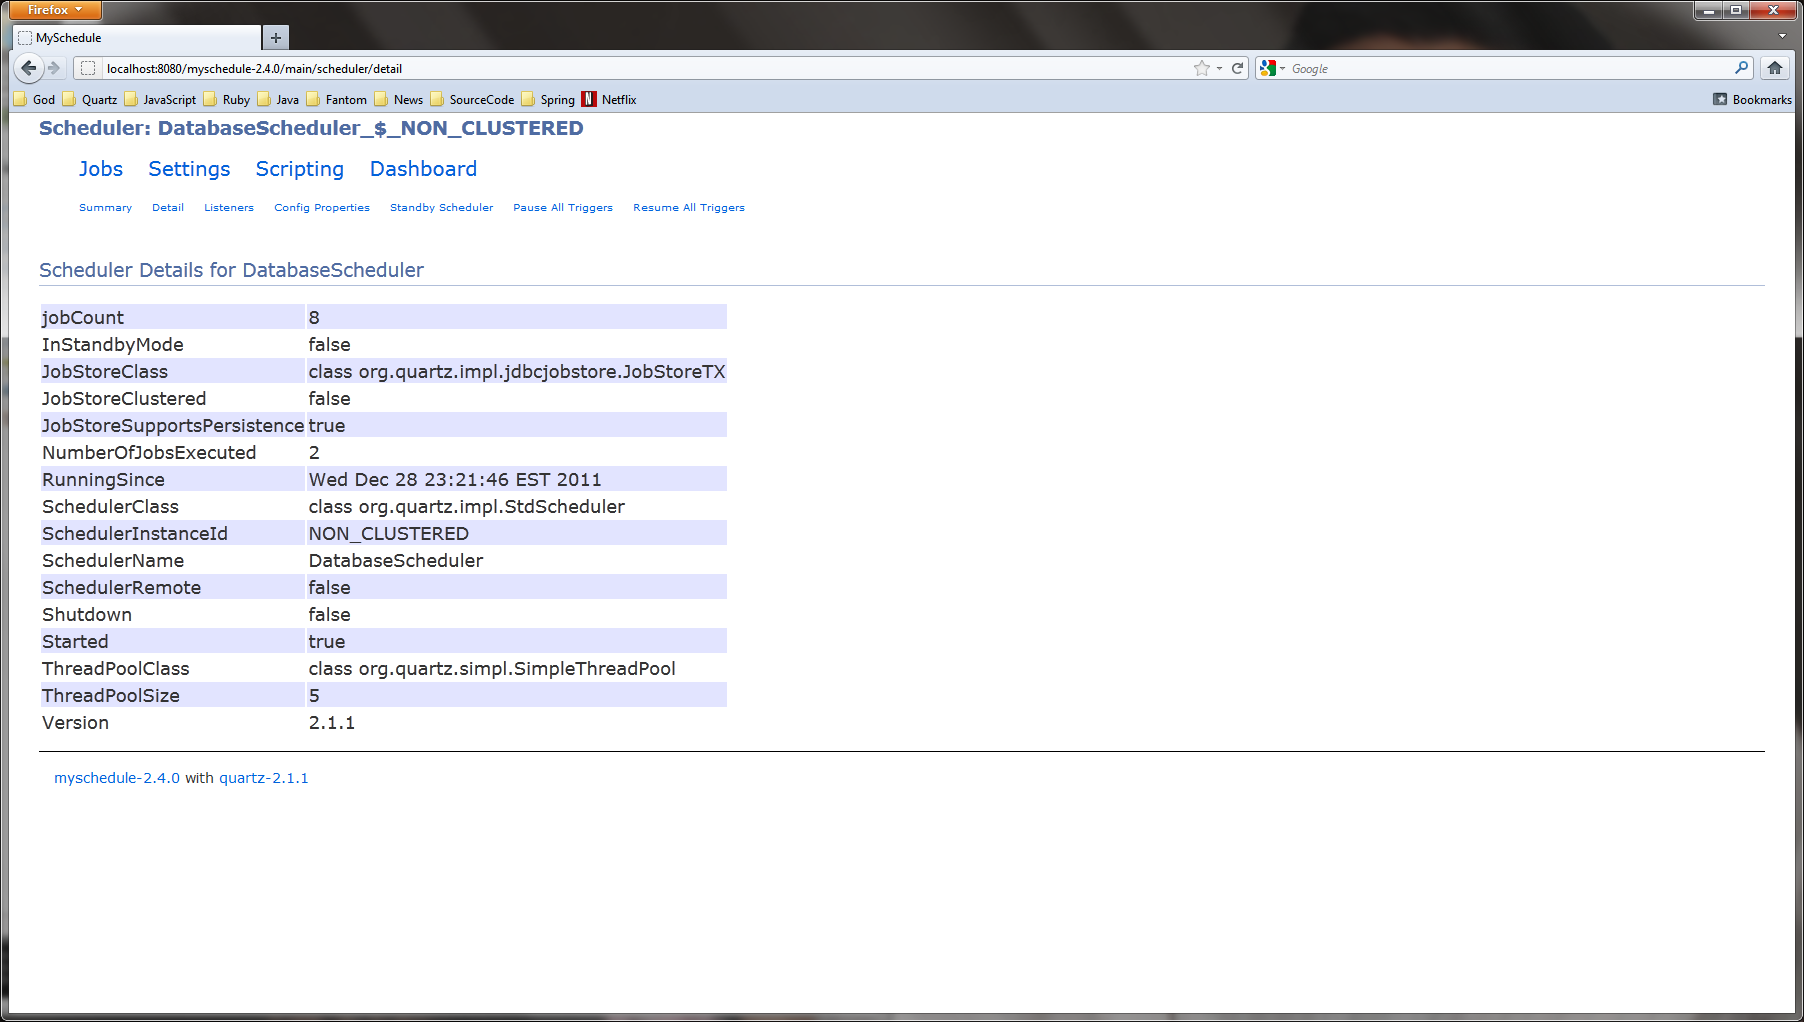 Firefox
MySchedule
localhost:8080/myschedule-2.4.0/main/scheduler/detail
Google
God Quartz JavaScript Ruby Java Fantom News SourceCode Spring N Netflix Bookmarks
Scheduler: DatabaseScheduler_$_NON_CLUSTERED
Jobs Settings Scripting Dashboard
Summary Detail Listeners Config Properties Standby Scheduler Pause All Triggers Resume All Triggers
Scheduler Details for DatabaseScheduler
jobCount 8
InStandbyMode false
JobStoreClass class org.quartz.impl.jdbcjobstore.JobStoreTX
JobStoreClustered false
JobStoreSupportsPersistence true
NumberOfJobsExecuted 2
RunningSince Wed Dec 28 23:21:46 EST 2011
SchedulerClass class org.quartz.impl.StdScheduler
SchedulerInstanceId NON_CLUSTERED
SchedulerName DatabaseScheduler
SchedulerRemote false
Shutdown false
Started true
ThreadPoolClass class org.quartz.simpl.SimpleThreadPool
ThreadPoolSize 5
Version 2.1.1
myschedule-2.4.0 with quartz-2.1.1